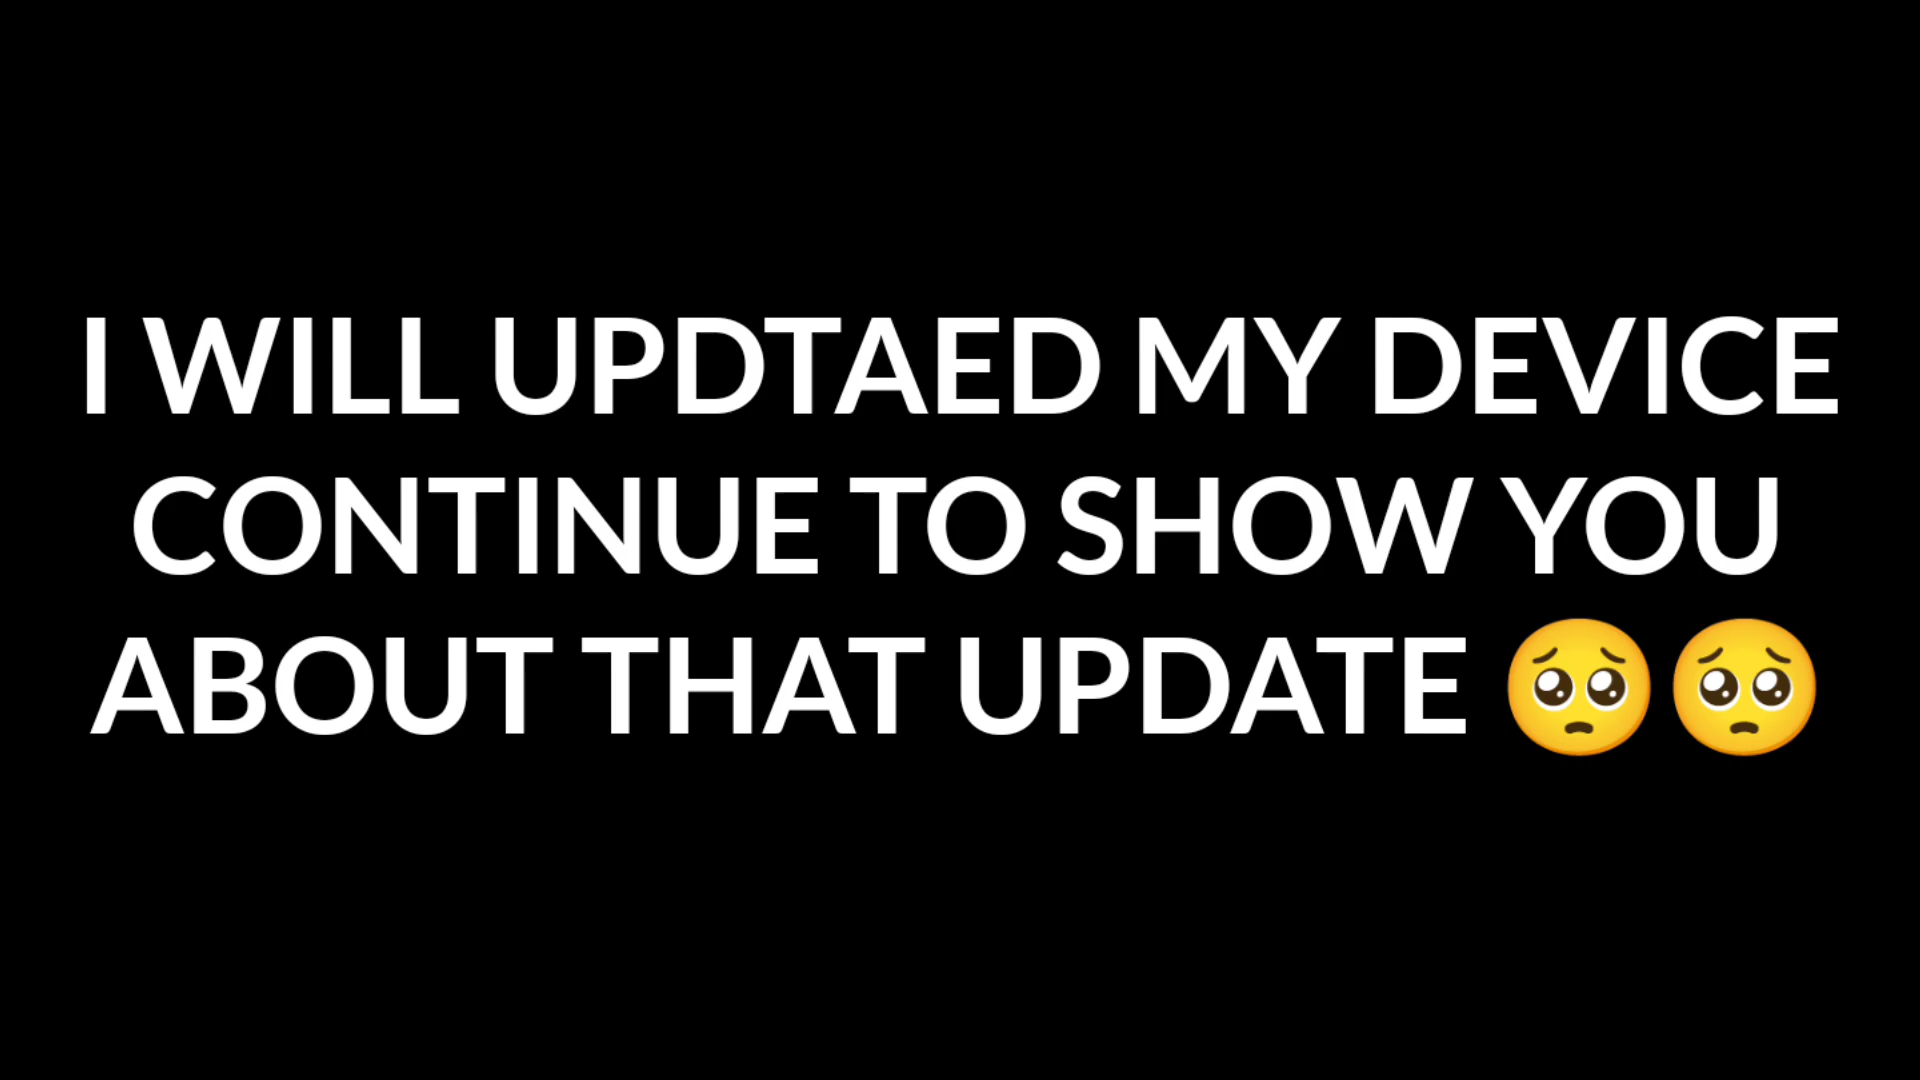 I WILL UPDTAED MY DEVICE
CONTINUE TO SHOW YOU
ABOUT THAT UPDATE 🥺🥺